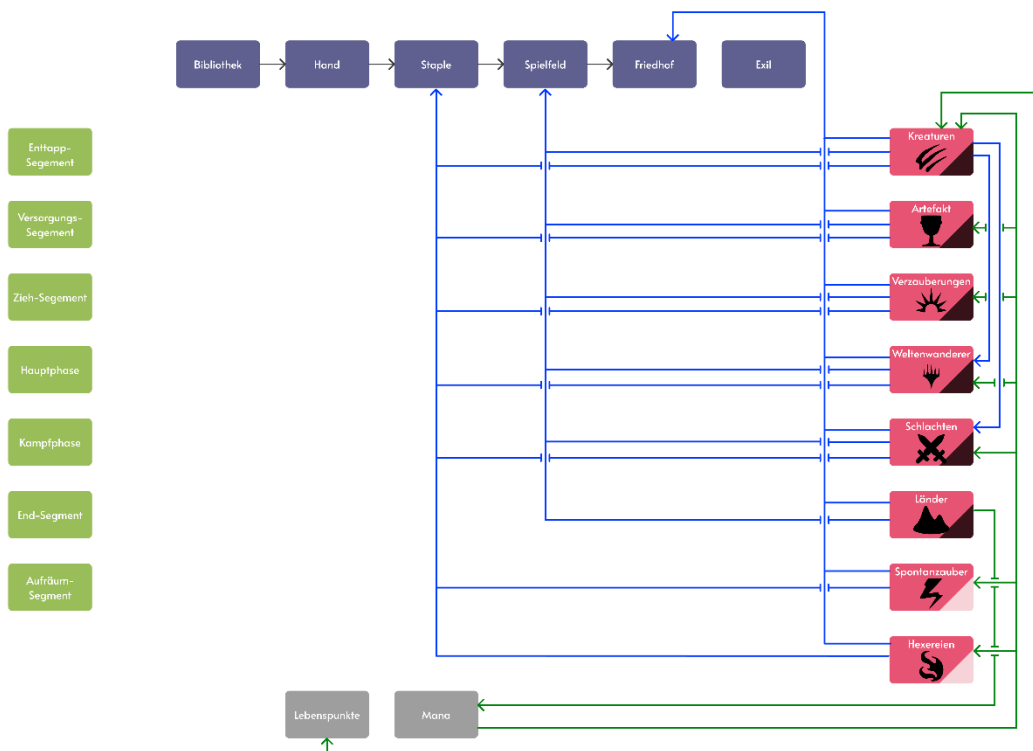 Bibliothek
Hand
Staple
Spielfeld
Friedhof
Exil
Enttapp-
Segement
Kreaturen
Versorgungs-
Segement
Artefakt
Zieh-Segement
Verzauberungen
Hauptphase
Weltenwanderer
Kampfphase
Schlachten
End-Segment
Länder
Aufräum-
Segment
Spontanzauber
Hexereien
Lebenspunkte
Mana